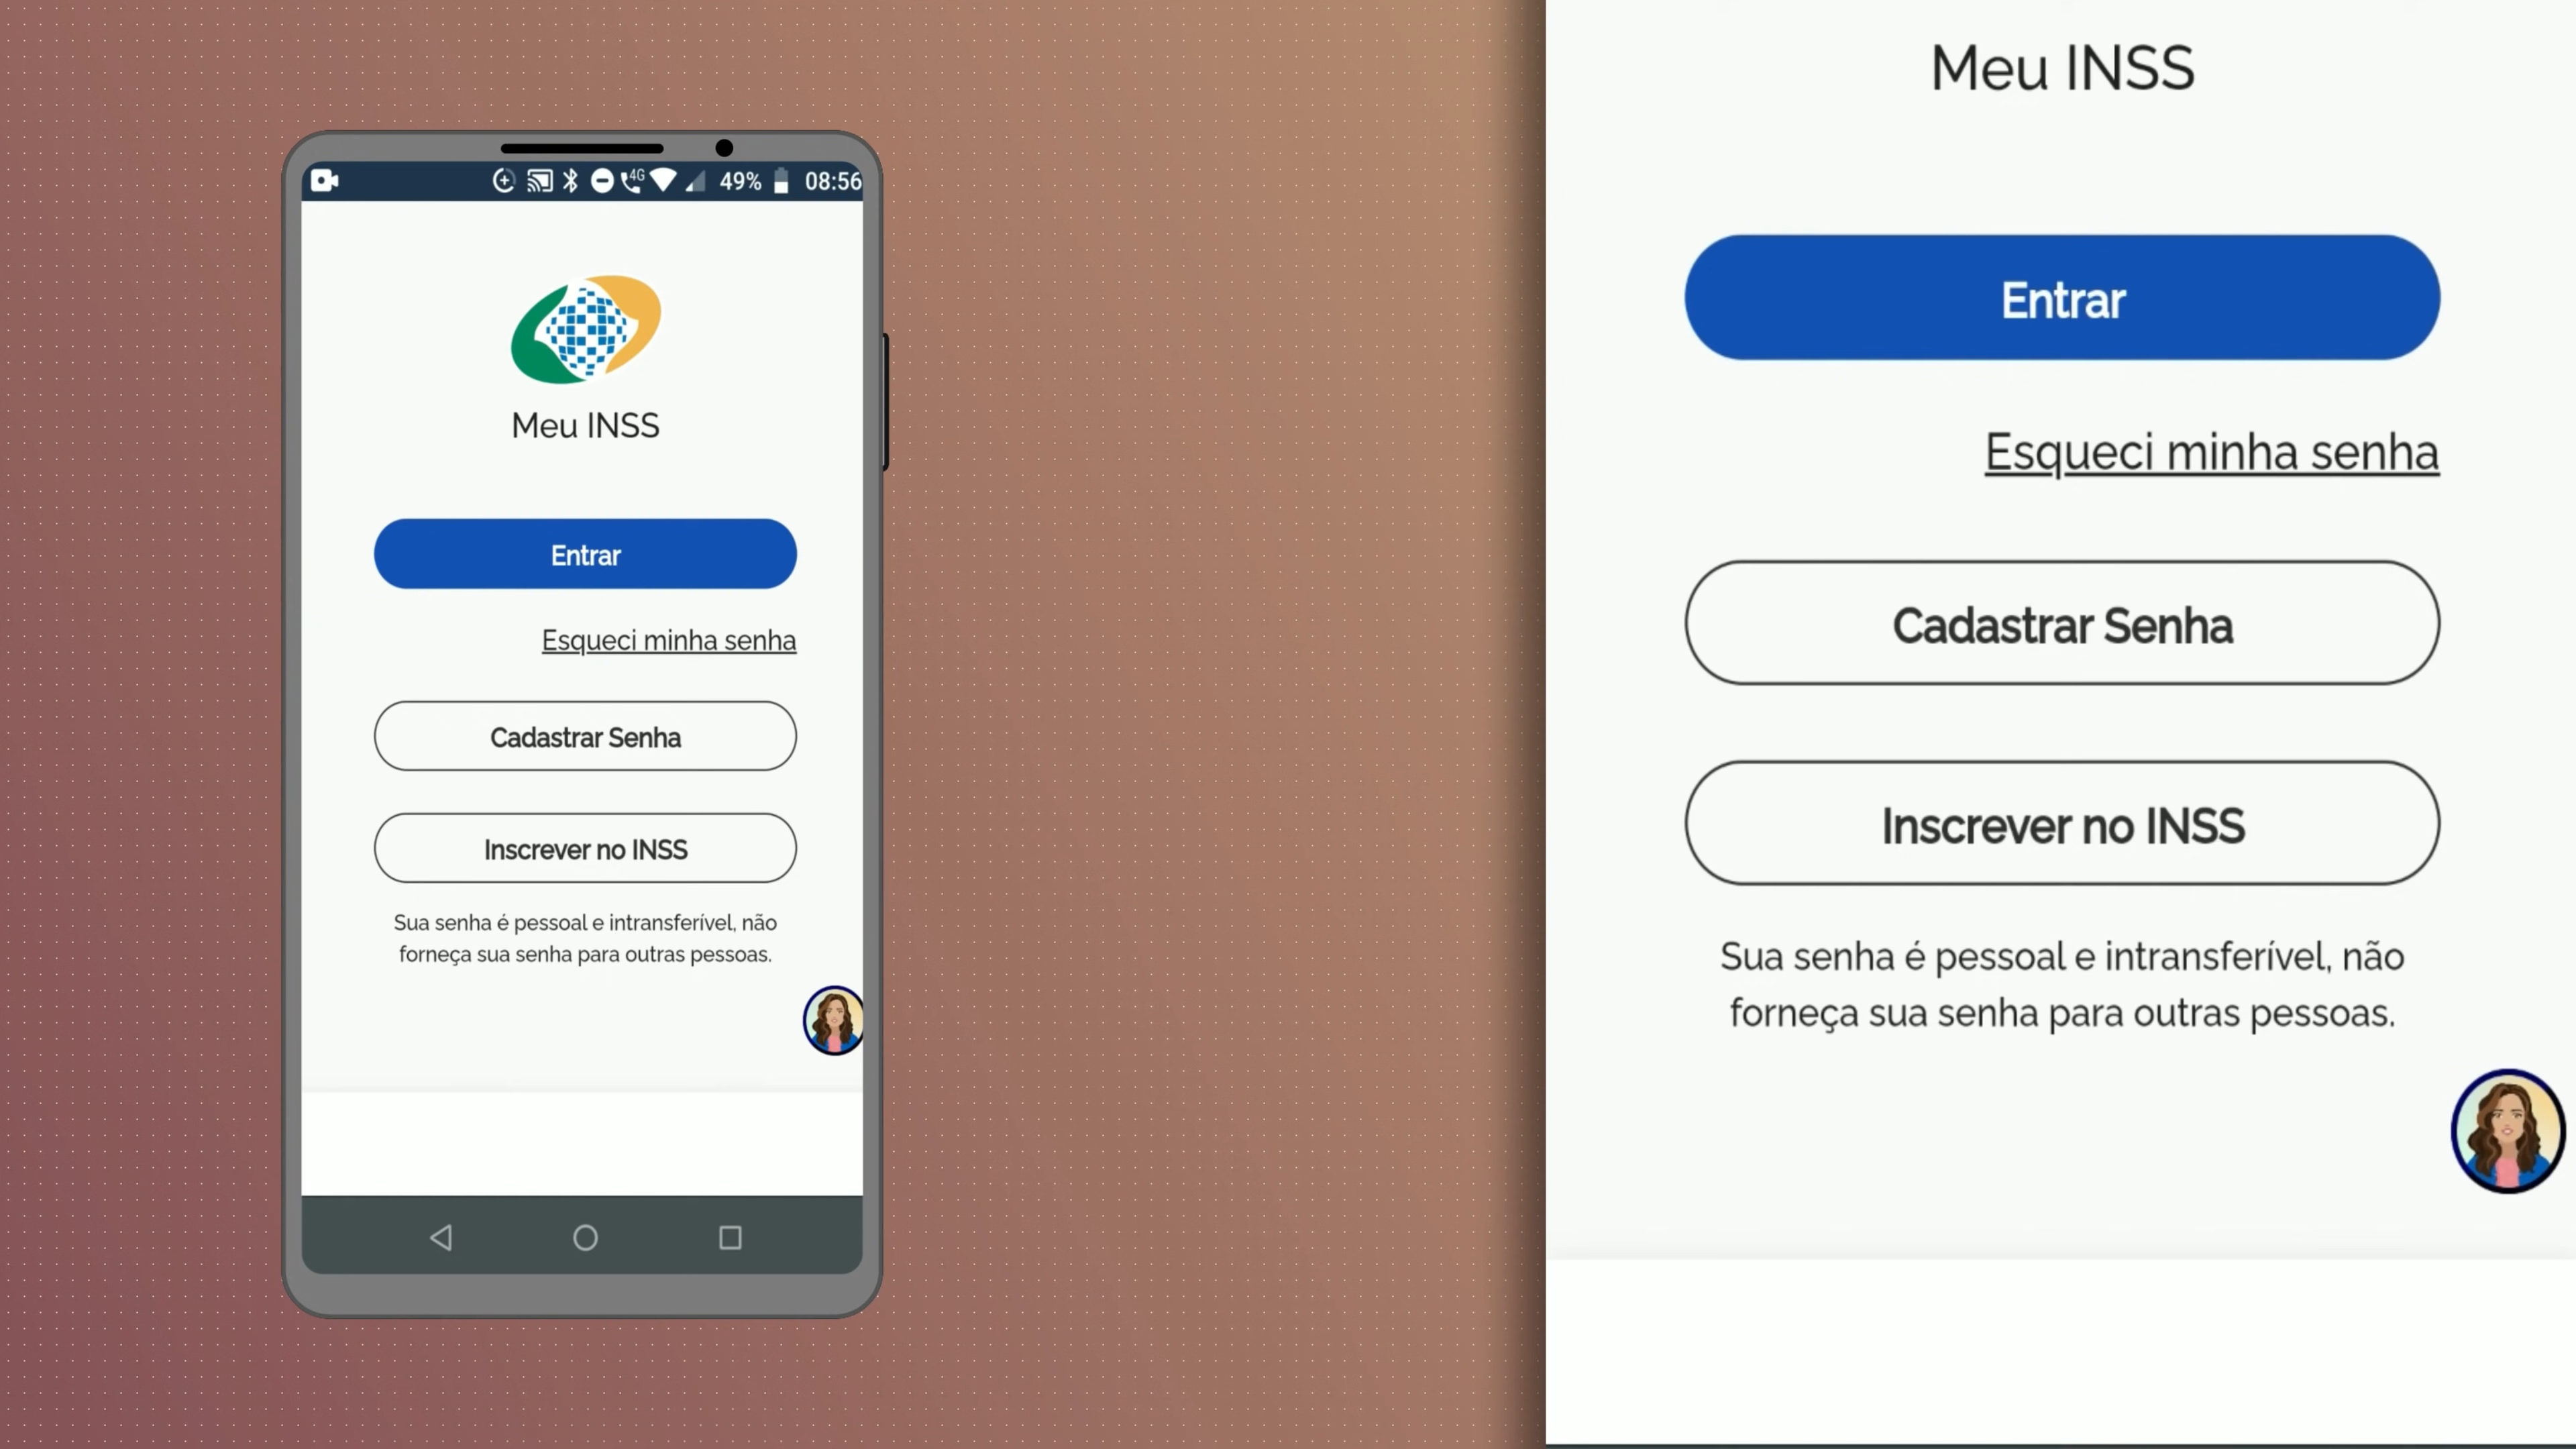 4G 49% 08:56
Meu INSS
Entrar
Esqueci minha senha
Cadastrar Senha
Inscrever no INSS
Sua senha é pessoal e intransferível, não
forneça sua senha para outras pessoas.
Meu INSS
Entrar
Esqueci minha senha
Cadastrar Senha
Inscrever no INSS
Sua senha é pessoal e intransferível, não
forneça sua senha para outras pessoas.